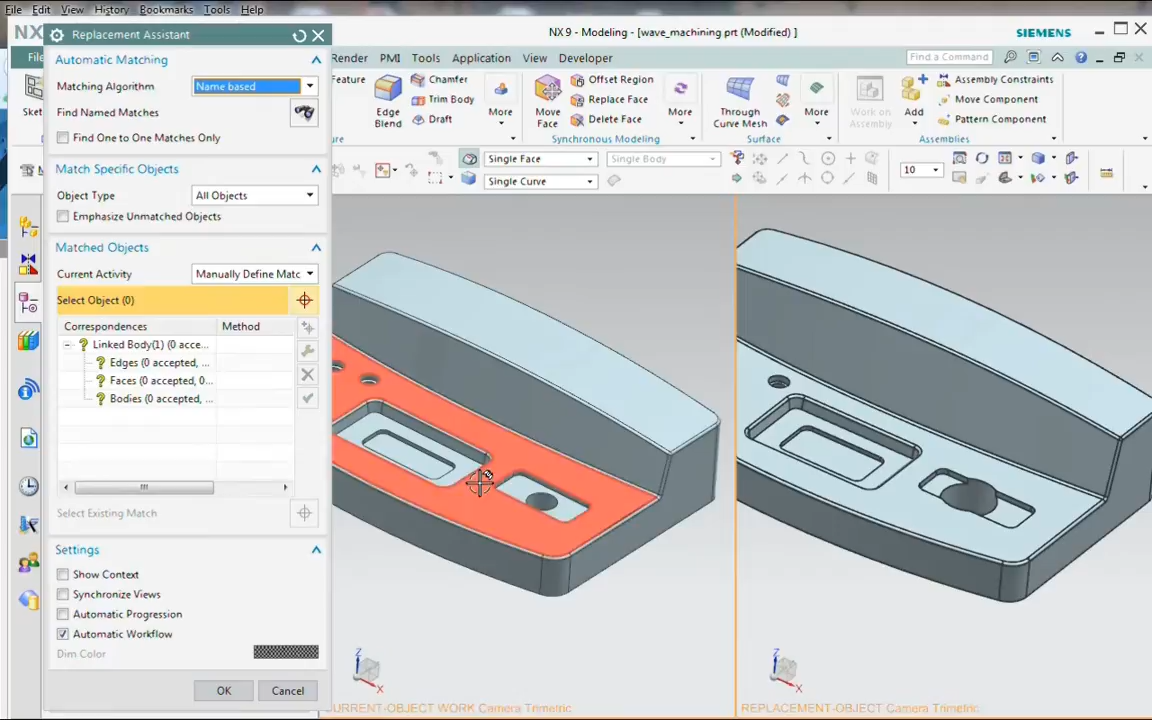 File Edit View History Bookmarks Tools Help
NX
Replacement Assistant
NX 9 - Modeling - [wave_machining.prt (Modified) ]
SIEMENS
File
Render PMI Tools Application View Developer
Find a Command
Automatic Matching
Matching Algorithm Name based
Find Named Matches
Find One to One Matches Only
Match Specific Objects
Object Type All Objects
Emphasize Unmatched Objects
Matched Objects
Current Activity Manually Define Matc
Select Object (0)
Correspondences Method
Linked Body(1) (0 acce...
Edges (0 accepted, ...
Faces (0 accepted, 0...
Bodies (0 accepted, ...
Select Existing Match
Settings
Show Context
Synchronize Views
Automatic Progression
Automatic Workflow
Dim Color
OK Cancel
Feature
Edge
Blend
Chamfer
Trim Body
Draft
More
Move
Face
Offset Region
Replace Face
Delete Face
More
Synchronous Modeling
Through
Curve Mesh
More
Surface
Work on
Assembly
Add
Assembly Constraints
Move Component
Pattern Component
Assemblies
Single Face
Single Body
Single Curve
10
Z
X
Z
X
CURRENT-OBJECT WORK Camera Trimetric
REPLACEMENT-OBJECT Camera Trimetric